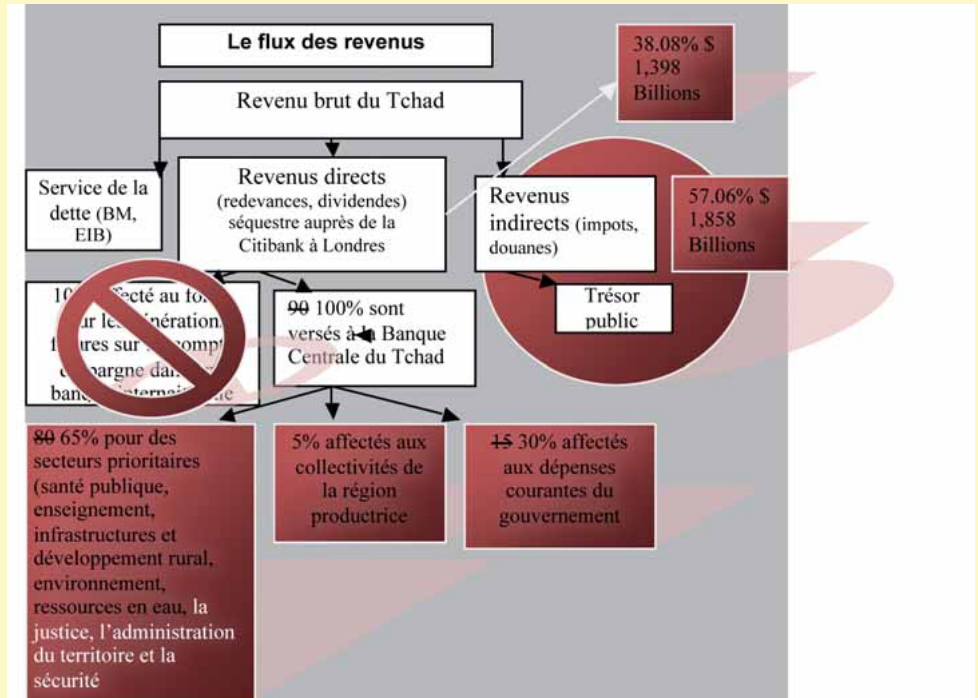 Le flux des revenus
38.08% $
1,398
Billions
Revenu brut du Tchad
Service de la
dette (BM,
EIB)
Revenus directs
(redevances, dividendes)
séquestre auprès de la
Citibank à Londres
Revenus
indirects (impots,
douanes)
57.06% $
1,858
Billions
Trésor
public
sur
dan
90 100% sont
versés à la Banque
Centrale du Tchad
80 65% pour des
secteurs prioritaires
(santé publique,
enseignement,
infrastructures et
développement rural,
environnement,
ressources en eau, la
justice, l’administration
du territoire et la
sécurité
5% affectés aux
collectivités de
la région
productrice
15 30% affectés
aux dépenses
courantes du
gouvernement